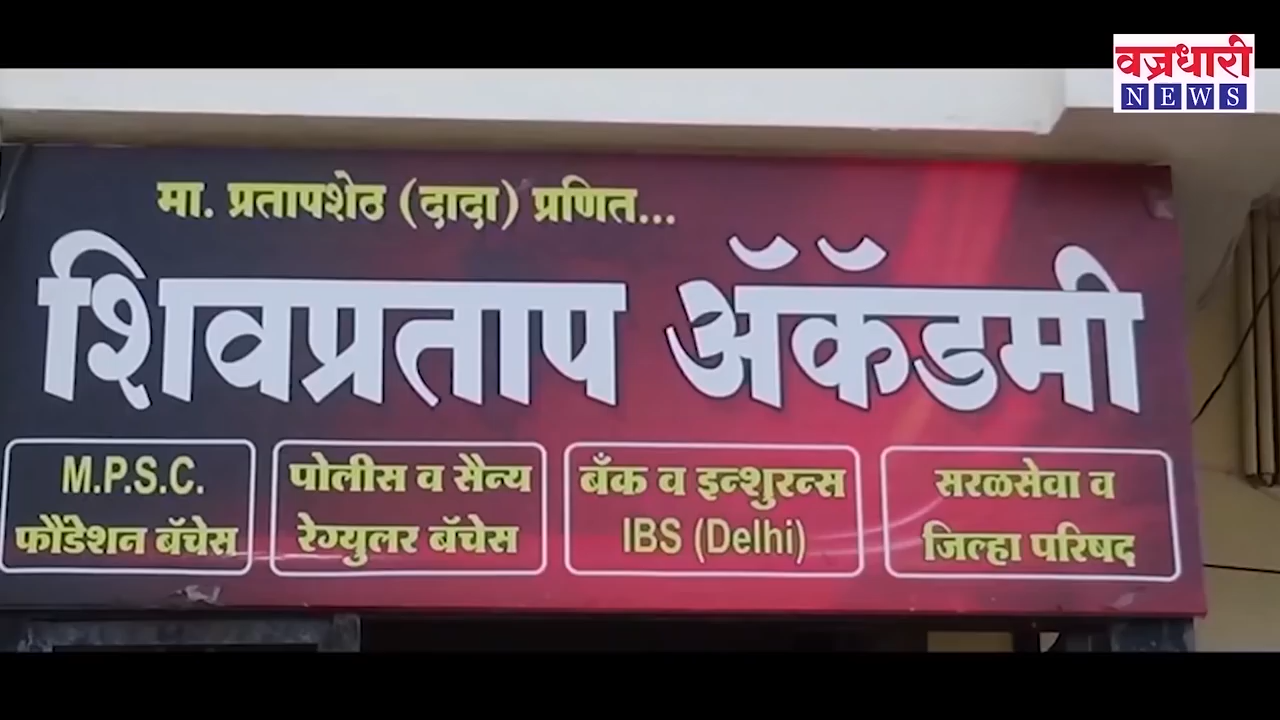 वज्रधारी
NEWS
मा. प्रतापशेठ (दादा) प्रणित...
शिवप्रताप ॲकॅडमी
M.P.S.C.
फौंडेशन बॅचेस
पोलीस व सैन्य
रेग्युलर बॅचेस
बँक व इन्शुरन्स
IBS (Delhi)
सरळसेवा व
जिल्हा परिषद